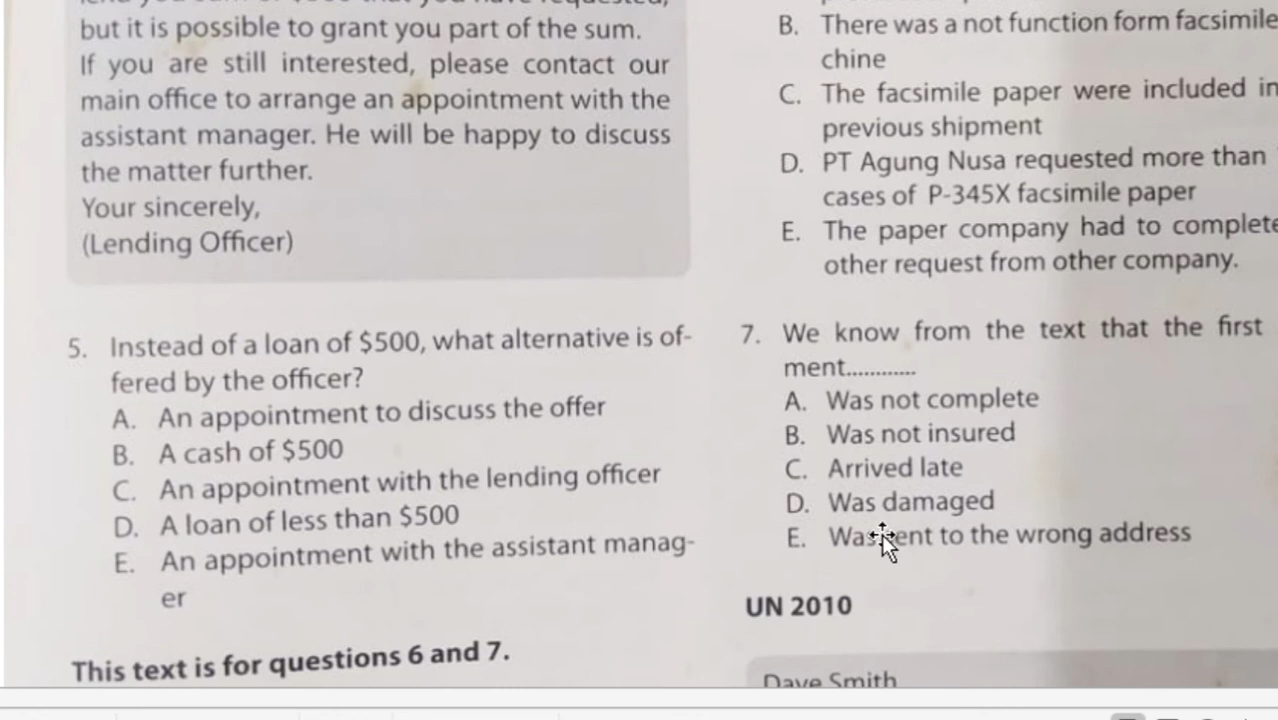 but it is possible to grant you part of the sum.
If you are still interested, please contact our
main office to arrange an appointment with the
assistant manager. He will be happy to discuss
the matter further.
Your sincerely,
(Lending Officer)
5. Instead of a loan of $500, what alternative is of-
fered by the officer?
A. An appointment to discuss the offer
B. A cash of $500
C. An appointment with the lending officer
D. A loan of less than $500
E. An appointment with the assistant manag-
er
This text is for questions 6 and 7.
B. There was a not function form facsimile
chine
C. The facsimile paper were included in
previous shipment
D. PT Agung Nusa requested more than
cases of P-345X facsimile paper
E. The paper company had to complete
other request from other company.
7. We know from the text that the first
ment............
A. Was not complete
B. Was not insured
C. Arrived late
D. Was damaged
E. Was sent to the wrong address
UN 2010
Dave Smith